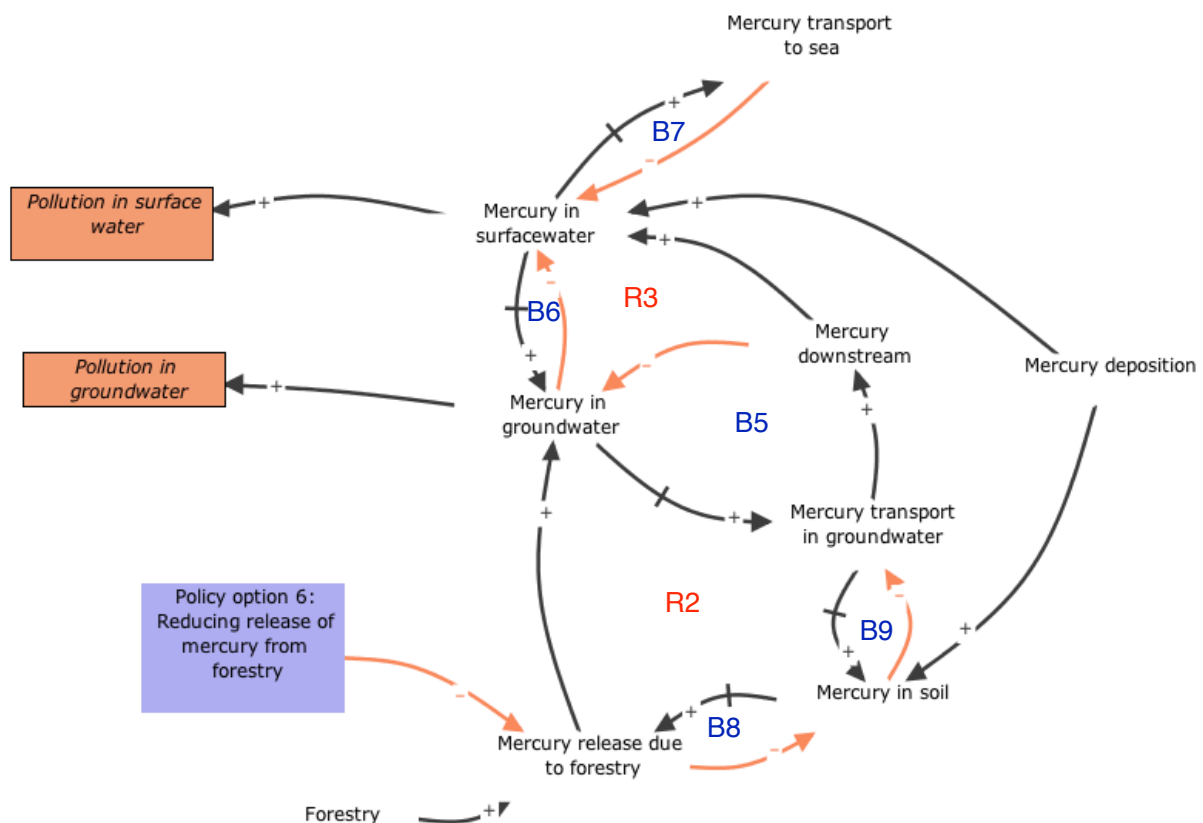 Mercury transport
to sea
+
B7
-
Pollution in surface
water
+
Mercury in
surfacewater
+
+
-
B6
R3
+
Mercury
downstream
Mercury deposition
Pollution in
groundwater
+
-
Mercury in
groundwater
B5
+
+
+
Mercury transport
in groundwater
Policy option 6:
Reducing release of
mercury from
forestry
R2
-
B9
+
+
-
Mercury in soil
+
B8
Mercury release due
to forestry
-
Forestry
+